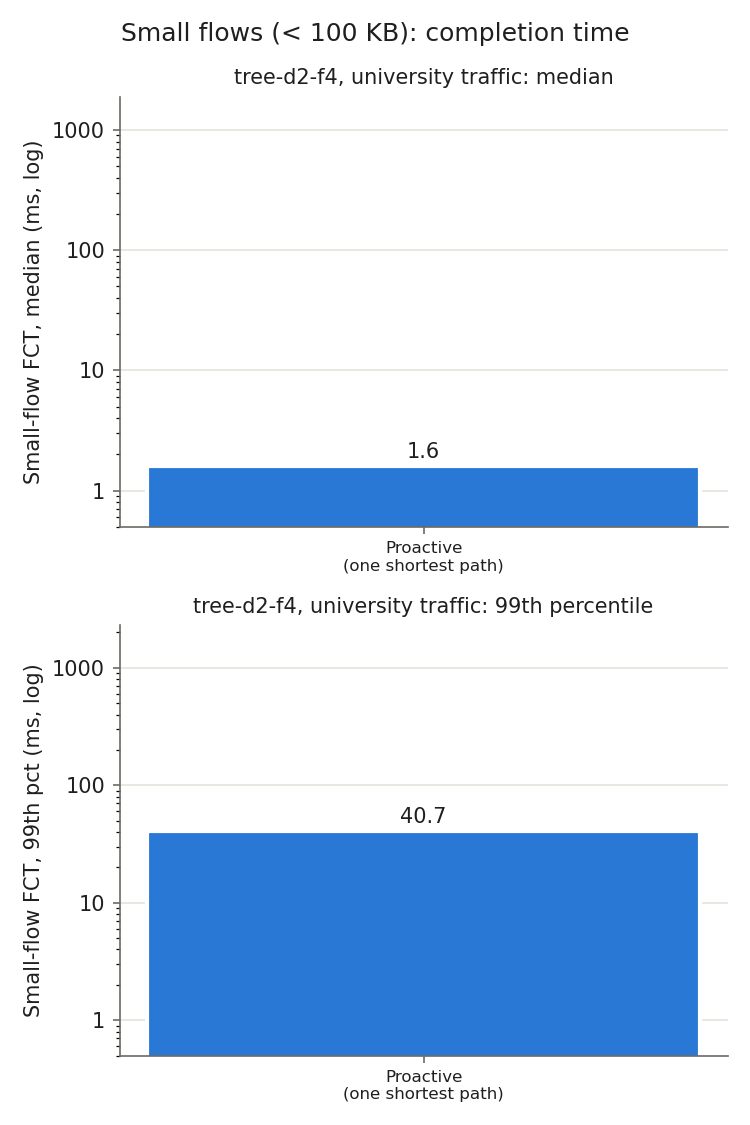 Small flows (< 100 KB): completion time
tree-d2-f4, university traffic: median
Small-flow FCT, median (ms, log)
1000
100
10
1
1.6
Proactive
(one shortest path)
tree-d2-f4, university traffic: 99th percentile
Small-flow FCT, 99th pct (ms, log)
1000
100
10
1
40.7
Proactive
(one shortest path)